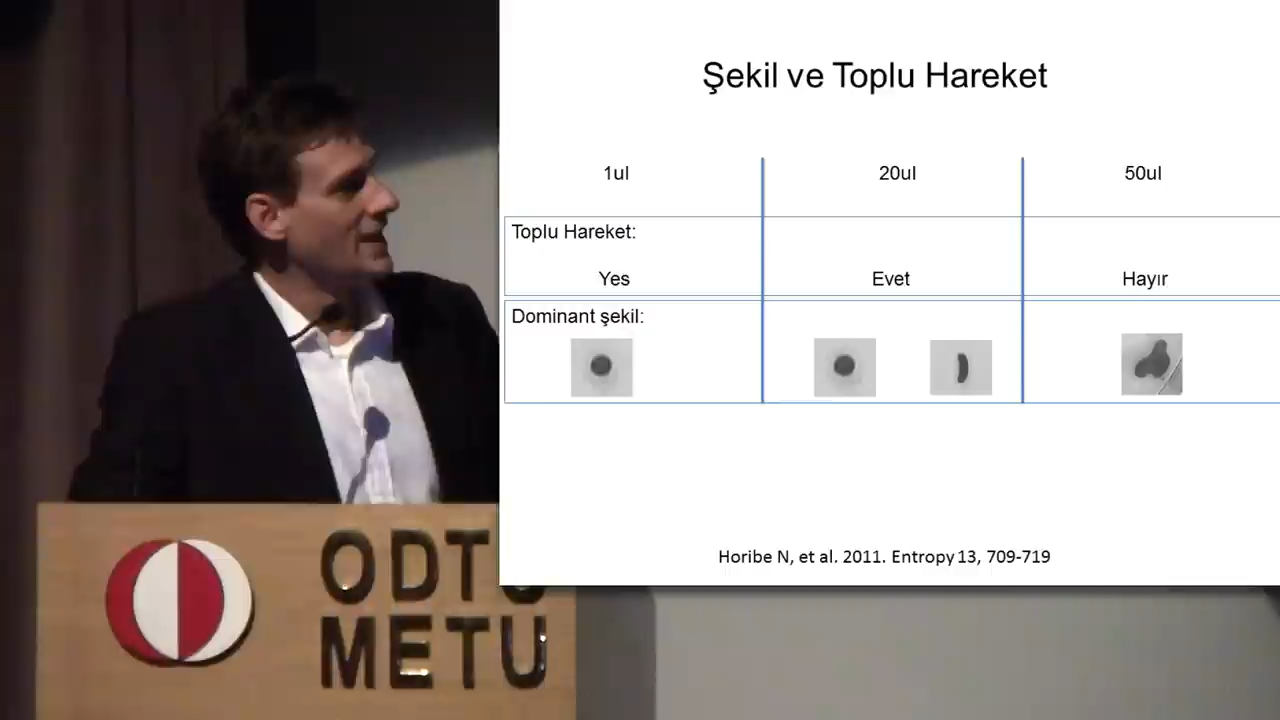 Şekil ve Toplu Hareket
1ul 20ul 50ul
Toplu Hareket:
Yes Evet Hayır
Dominant şekil:
Horibe N, et al. 2011. Entropy 13, 709-719
ODTÜ
METU